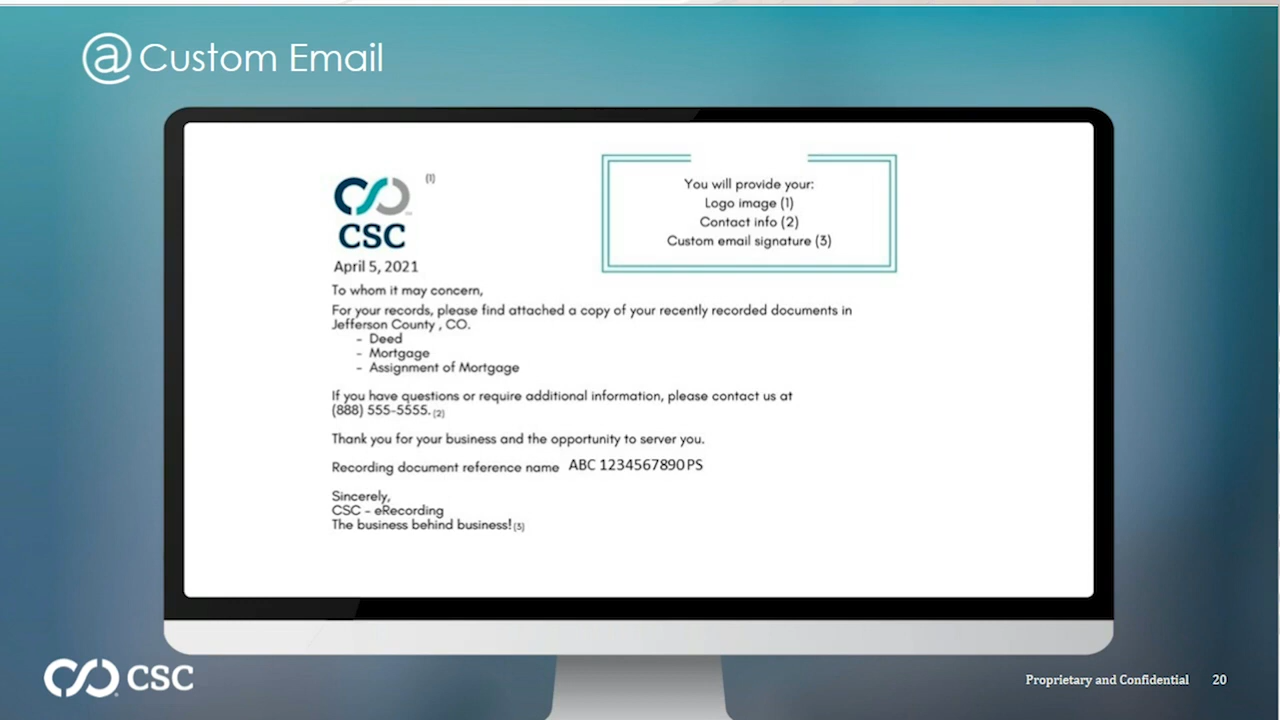 @ Custom Email
(1)
CSC
April 5, 2021
You will provide your:
Logo image (1)
Contact info (2)
Custom email signature (3)
To whom it may concern,
For your records, please find attached a copy of your recently recorded documents in
Jefferson County , CO.
- Deed
- Mortgage
- Assignment of Mortgage
If you have questions or require additional information, please contact us at
(888) 555-5555. (2)
Thank you for your business and the opportunity to server you.
Recording document reference name ABC 1234567890 PS
Sincerely,
CSC - eRecording
The business behind business! (3)
CSC
Proprietary and Confidential 20